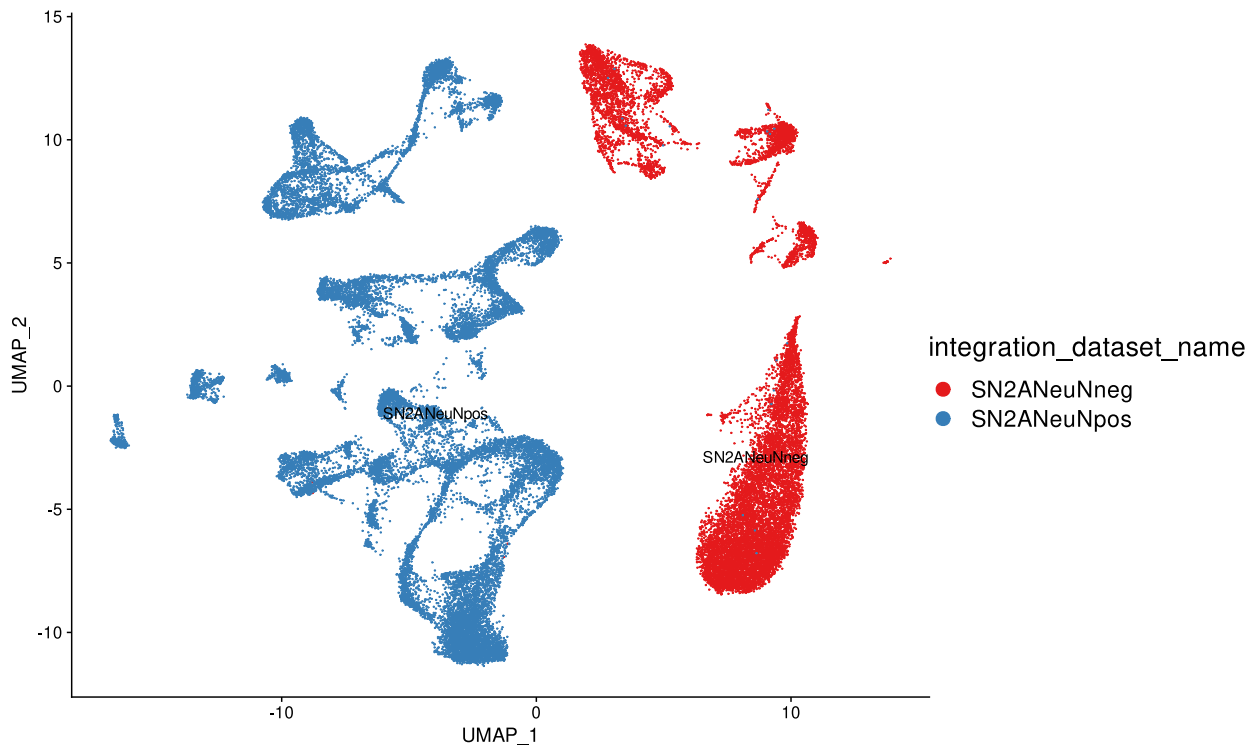 15
10
5
0
-5
-10
UMAP_2
SN2ANeuNpos
SN2ANeuNneg
-10
0
10
UMAP_1
integration_dataset_name
SN2ANeuNneg
SN2ANeuNpos